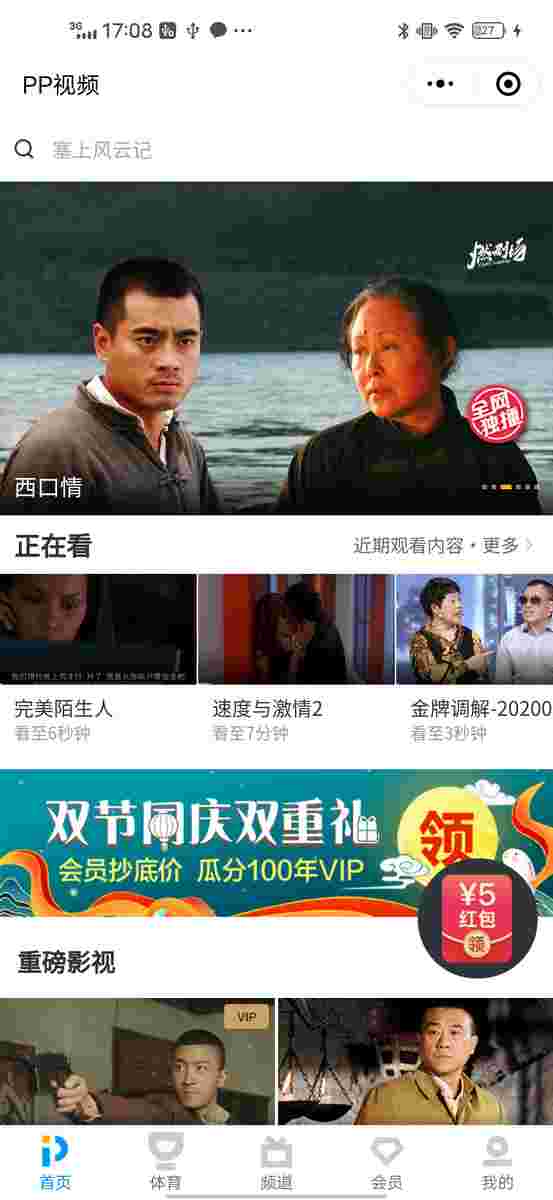 3G 17:08 27
PP视频
塞上风云记
燃剧场
全网
独播
西口情
正在看
近期观看内容·更多
完美陌生人
看至6秒钟
速度与激情2
看至7分钟
金牌调解-20200
看至3秒钟
双节同庆双重礼
会员抄底价 瓜分100年VIP
领
¥5
红包
领
重磅影视
VIP
首页
体育
频道
会员
我的